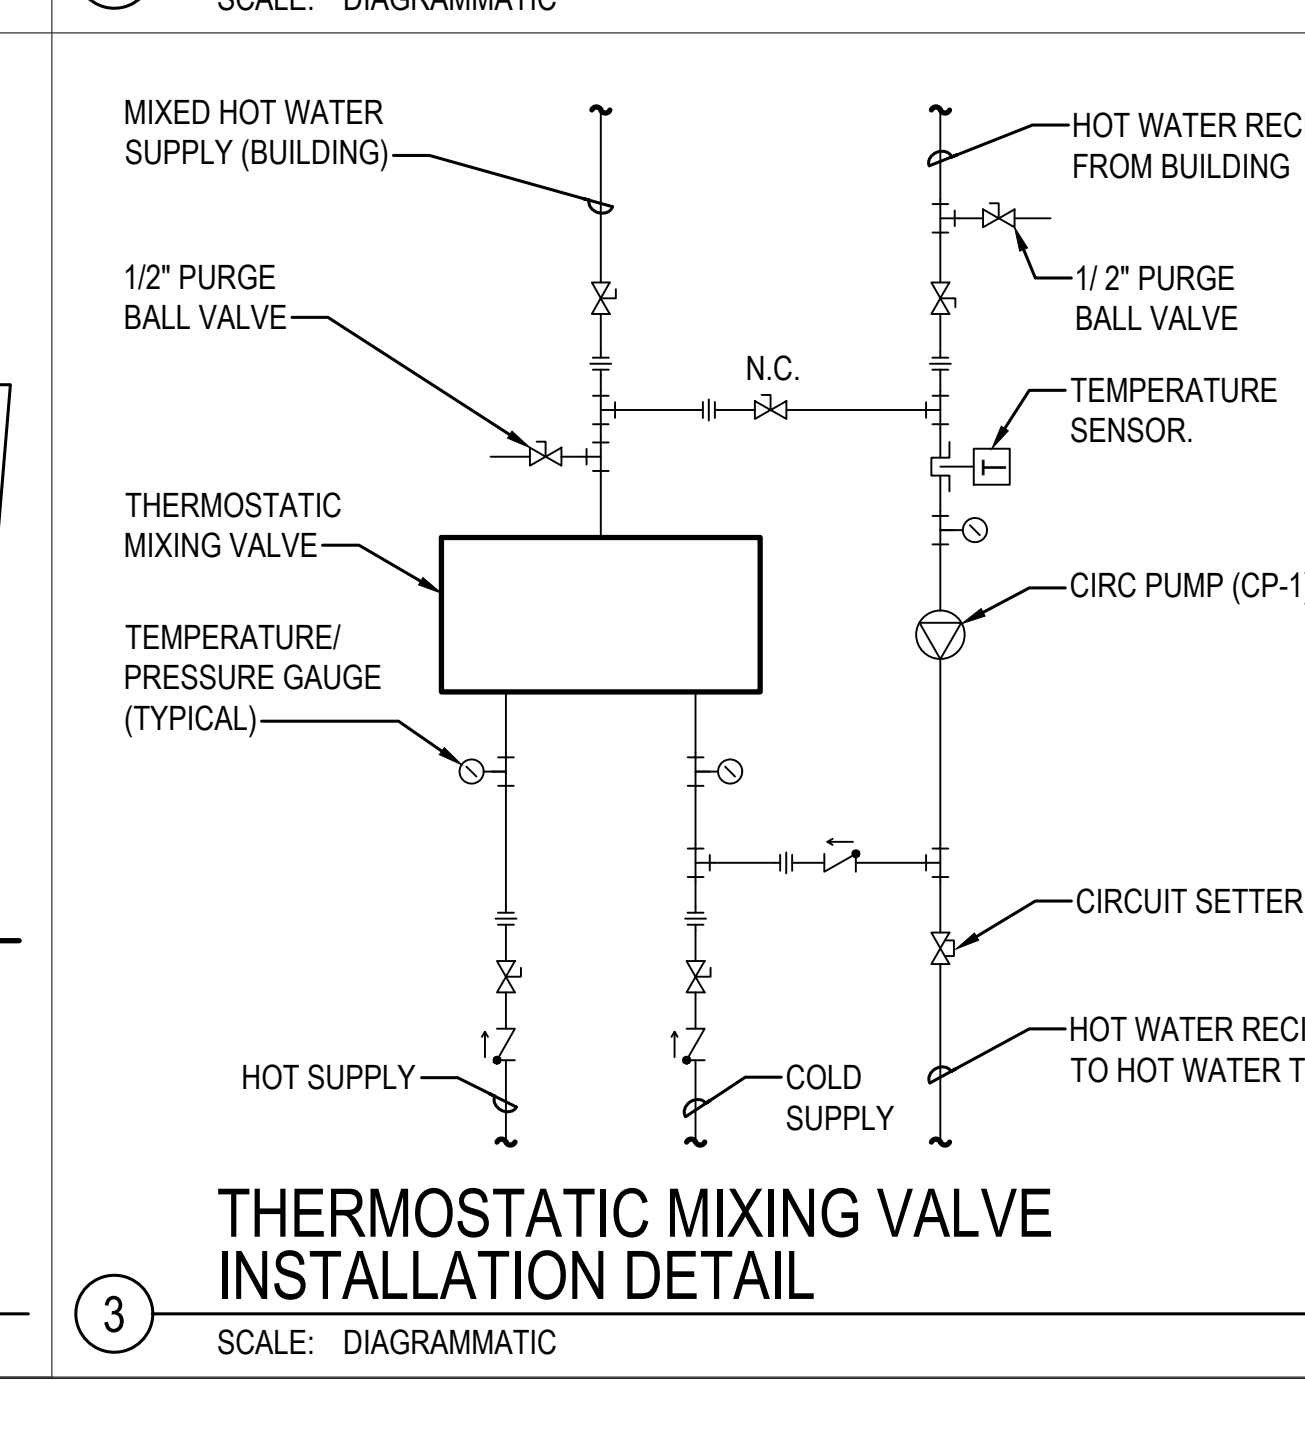 SCALE: DIAGRAMMATIC
MIXED HOT WATER
SUPPLY (BUILDING)
HOT WATER RECI
FROM BUILDING
1/2" PURGE
BALL VALVE
1/ 2" PURGE
BALL VALVE
N.C.
TEMPERATURE
SENSOR.
T
THERMOSTATIC
MIXING VALVE
CIRC PUMP (CP-1)
TEMPERATURE/
PRESSURE GAUGE
(TYPICAL)
CIRCUIT SETTER
HOT WATER RECI
TO HOT WATER T
HOT SUPPLY
COLD
SUPPLY
THERMOSTATIC MIXING VALVE
INSTALLATION DETAIL
3
SCALE: DIAGRAMMATIC